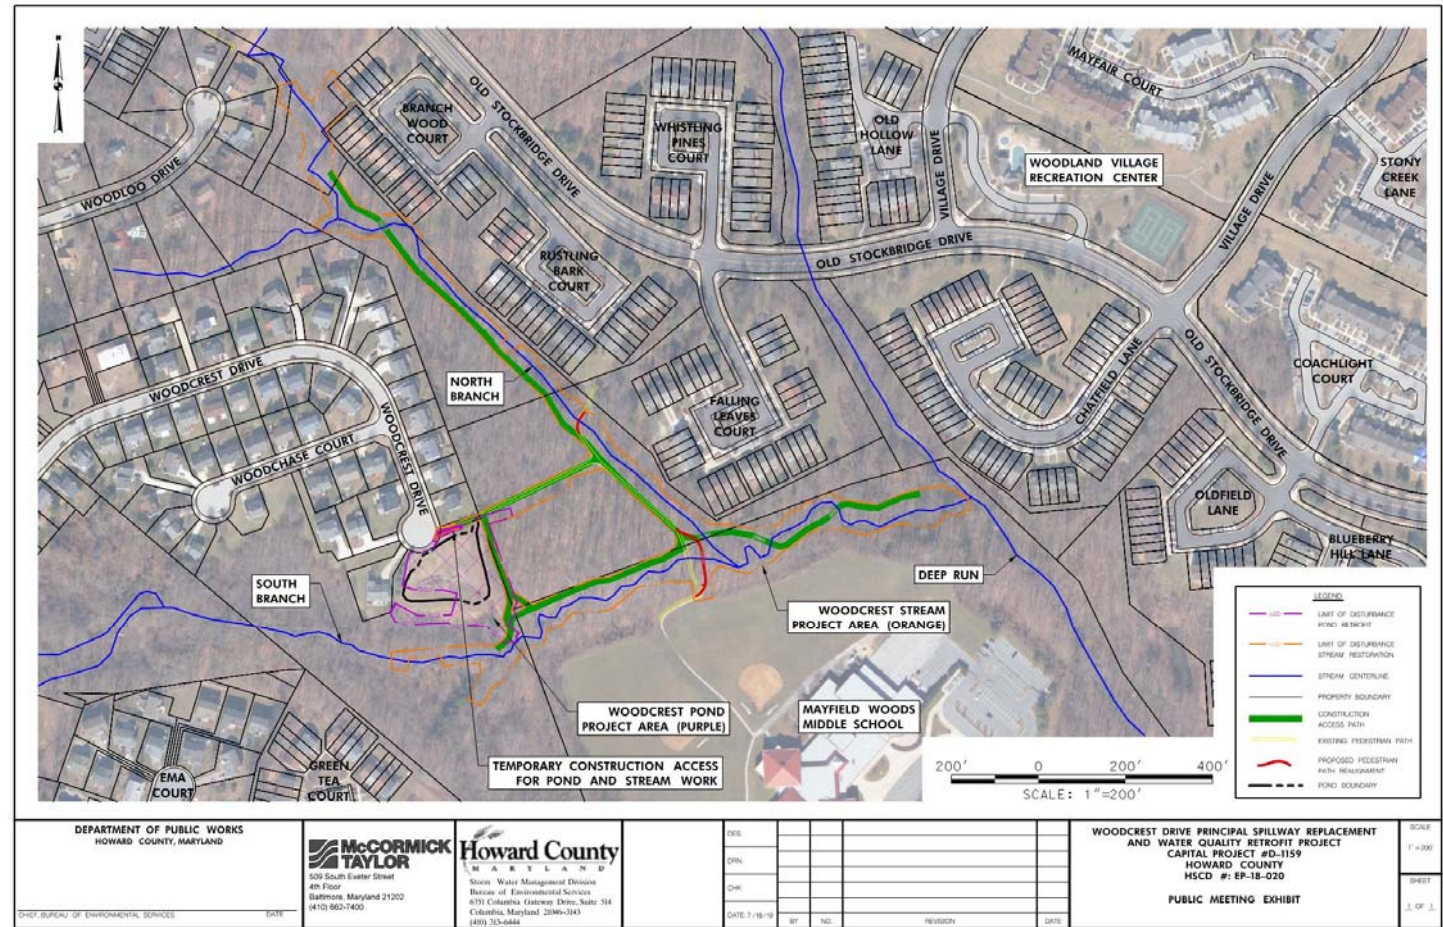 N
BRANCH
WOOD
COURT
OLD STOCKBRIDGE DRIVE
WHISTLING
PINES
COURT
OLD
HOLLOW
LANE
VILLAGE DRIVE
MAYFAIR COURT
WOODLAND VILLAGE
RECREATION CENTER
STONY
CREEK
LANE
VILLAGE DRIVE
WOODLOO DRIVE
RUSTLING
BARK
COURT
OLD STOCKBRIDGE DRIVE
WOODCREST DRIVE
NORTH
BRANCH
FALLING
LEAVES
COURT
CHATFIELD LANE
OLD STOCKBRIDGE DRIVE
COACHLIGHT
COURT
WOODCHASE COURT
WOODCREST DRIVE
OLDFIELD
LANE
BLUEBERRY
HILL LANE
SOUTH
BRANCH
DEEP RUN
WOODCREST STREAM
PROJECT AREA (ORANGE)
WOODCREST POND
PROJECT AREA (PURPLE)
MAYFIELD WOODS
MIDDLE SCHOOL
TEMPORARY CONSTRUCTION ACCESS
FOR POND AND STREAM WORK
EMA
COURT
GREEN
TEA
COURT
LEGEND
LOD LIMIT OF DISTURBANCE
POND RETROFIT
LOD LIMIT OF DISTURBANCE
STREAM RESTORATION
STREAM CENTERLINE
PROPERTY BOUNDARY
CONSTRUCTION
ACCESS PATH
EXISTING PEDESTRIAN PATH
PROPOSED PEDESTRIAN
PATH REALIGNMENT
POND BOUNDARY
200' 0 200' 400'
SCALE: 1"=200'
DEPARTMENT OF PUBLIC WORKS
HOWARD COUNTY, MARYLAND
CHIEF, BUREAU OF ENVIRONMENTAL SERVICES DATE
McCORMICK
TAYLOR
509 South Exeter Street
4th Floor
Baltimore, Maryland 21202
(410) 662-7400
Howard County
MARYLAND
Storm Water Management Division
Bureau of Environmental Services
6751 Columbia Gateway Drive, Suite 514
Columbia, Maryland 21046-3143
(410) 313-6444
DES:
DRN:
CHK:
DATE: 7/18/19
BY NO. REVISION DATE
WOODCREST DRIVE PRINCIPAL SPILLWAY REPLACEMENT
AND WATER QUALITY RETROFIT PROJECT
CAPITAL PROJECT #D-1159
HOWARD COUNTY
HSCD #: EP-18-020
PUBLIC MEETING EXHIBIT
SCALE
1"=200'
SHEET
1 OF 1